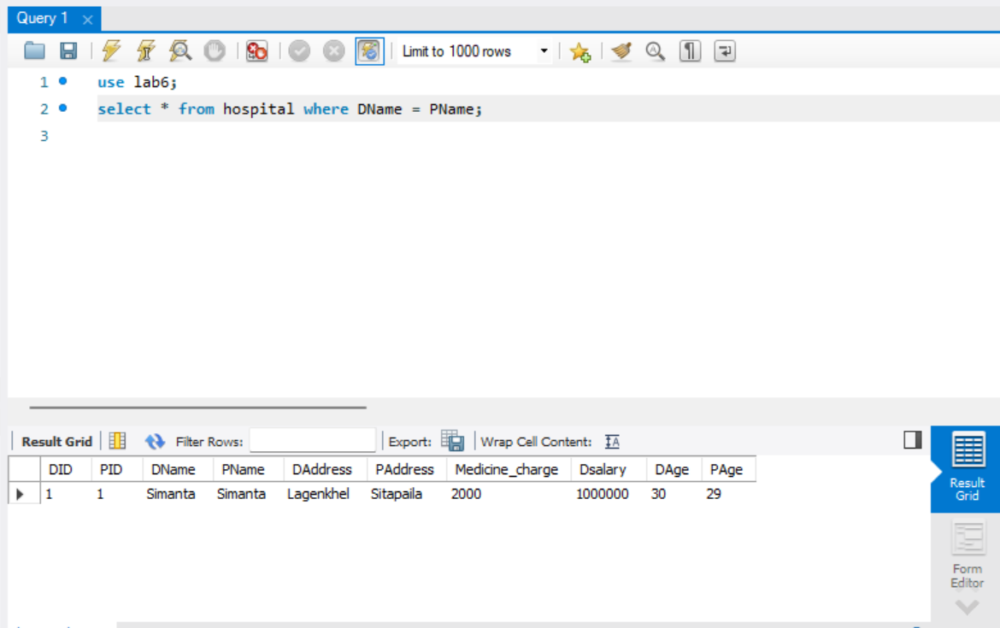 Query 1
Limit to 1000 rows
1 use lab6;
2 select * from hospital where DName = PName;
3
Result Grid Filter Rows: Export: Wrap Cell Content:
DID PID DName PName DAddress PAddress Medicine_charge Dsalary DAge PAge
1 1 Simanta Simanta Lagenkhel Sitapaila 2000 1000000 30 29
Result
Grid
Form
Editor